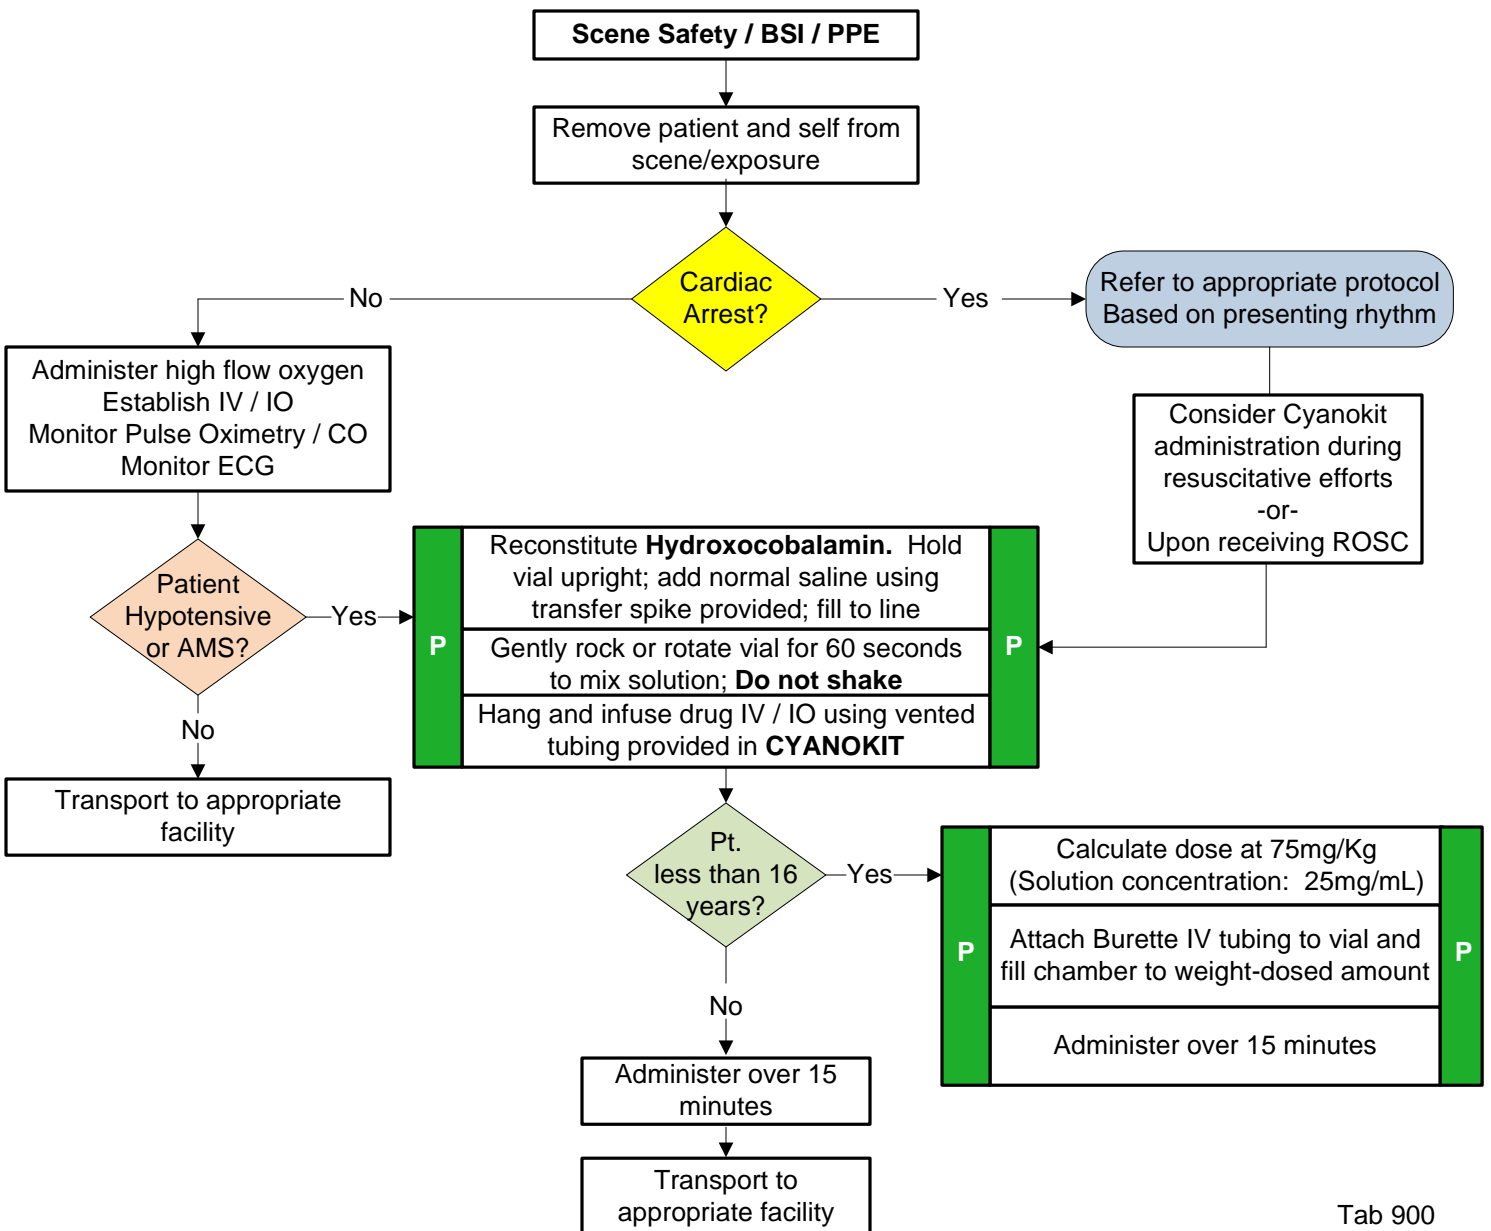 Scene Safety / BSI / PPE
Remove patient and self from
scene/exposure
Cardiac
Arrest?
No
Yes
Refer to appropriate protocol
Based on presenting rhythm
Administer high flow oxygen
Establish IV / IO
Monitor Pulse Oximetry / CO
Monitor ECG
Consider Cyanokit
administration during
resuscitative efforts
-or-
Upon receiving ROSC
Patient
Hypotensive
or AMS?
Yes
No
Transport to appropriate
facility
P
Reconstitute Hydroxocobalamin. Hold
vial upright; add normal saline using
transfer spike provided; fill to line
Gently rock or rotate vial for 60 seconds
to mix solution; Do not shake
Hang and infuse drug IV / IO using vented
tubing provided in CYANOKIT
P
Pt.
less than 16
years?
Yes
No
P
Calculate dose at 75mg/Kg
(Solution concentration: 25mg/mL)
Attach Burette IV tubing to vial and
fill chamber to weight-dosed amount
Administer over 15 minutes
P
Administer over 15
minutes
Transport to
appropriate facility
Tab 900